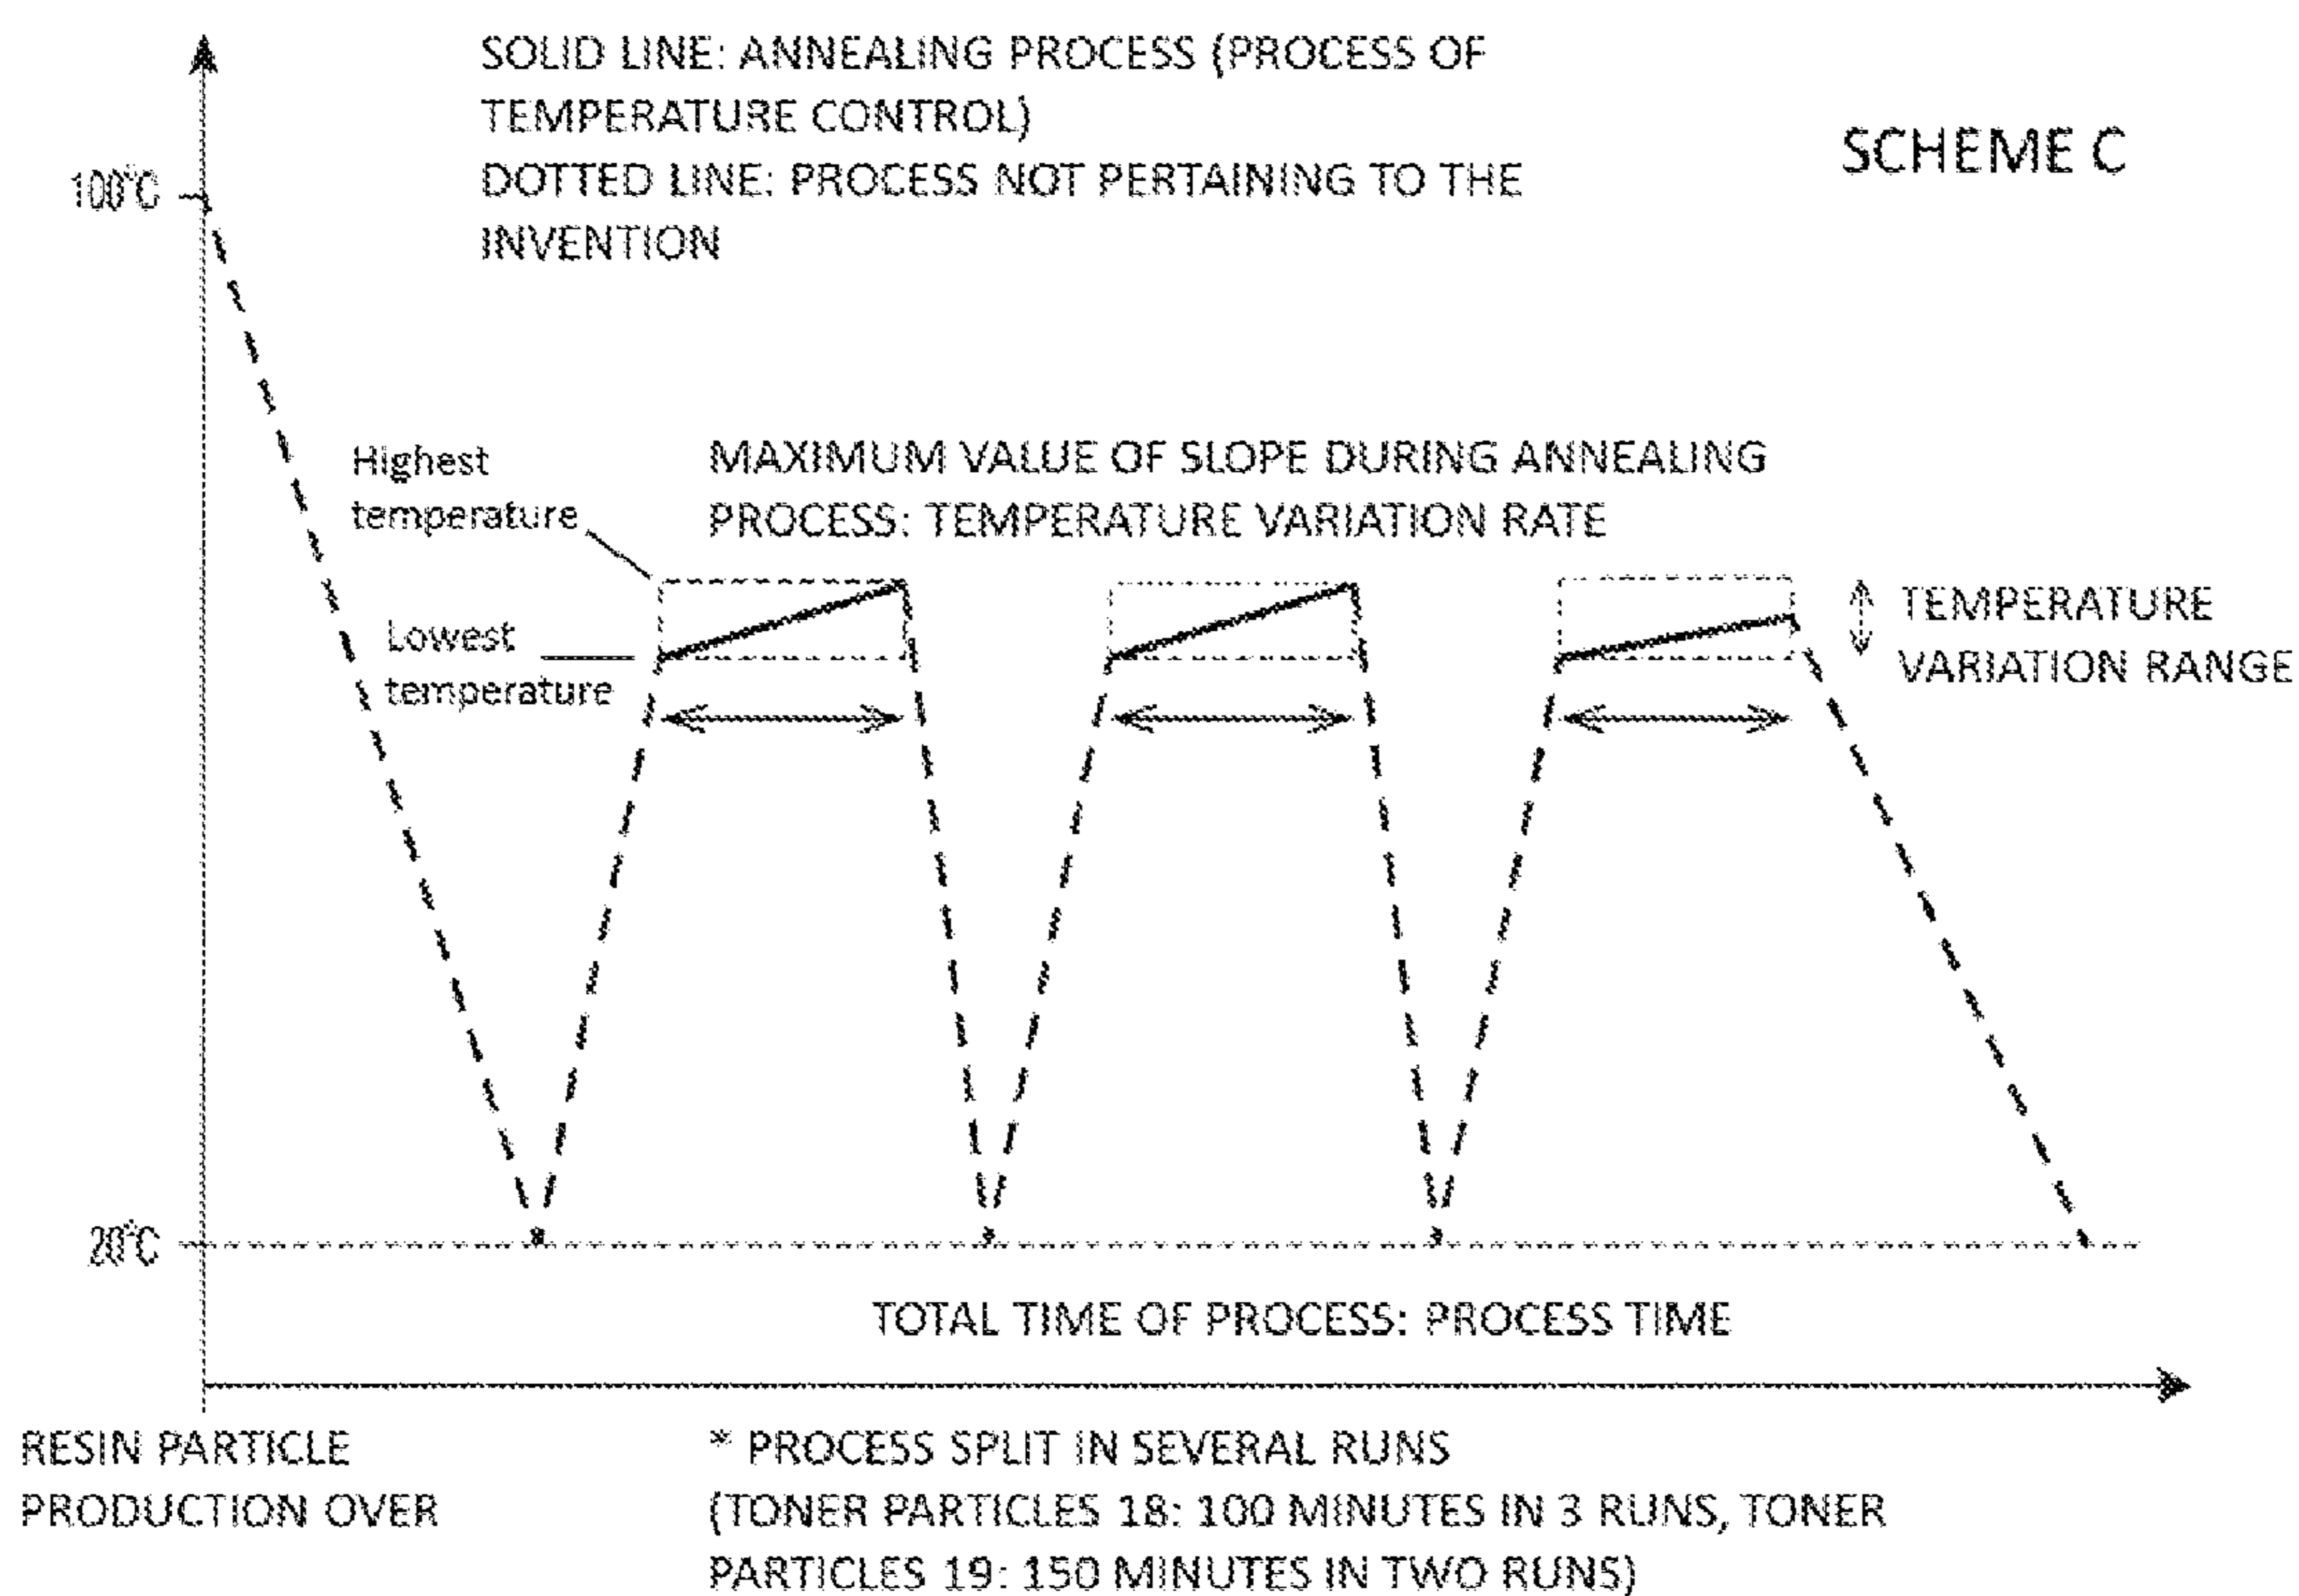 SOLID LINE: ANNEALING PROCESS (PROCESS OF
TEMPERATURE CONTROL)
DOTTED LINE: PROCESS NOT PERTAINING TO THE
INVENTION
SCHEME C
100°C
Highest
temperature
MAXIMUM VALUE OF SLOPE DURING ANNEALING
PROCESS: TEMPERATURE VARIATION RATE
Lowest
temperature
TEMPERATURE
VARIATION RANGE
20°C
TOTAL TIME OF PROCESS: PROCESS TIME
RESIN PARTICLE
PRODUCTION OVER
* PROCESS SPLIT IN SEVERAL RUNS
(TONER PARTICLES 18: 100 MINUTES IN 3 RUNS, TONER
PARTICLES 19: 150 MINUTES IN TWO RUNS)